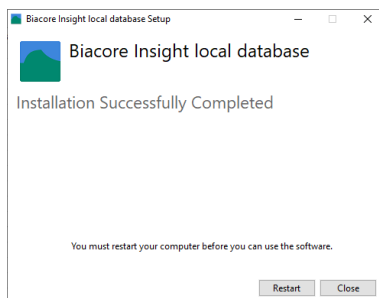 Biacore Insight local database Setup
Biacore Insight local database
Installation Successfully Completed
You must restart your computer before you can use the software.
Restart Close